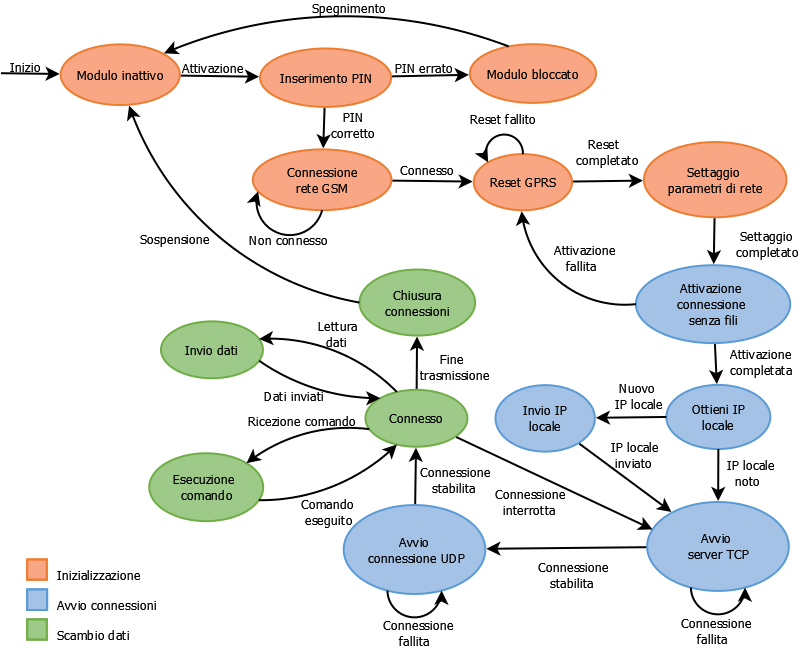 Spegnimento
Inizio
Modulo inattivo
Attivazione
Inserimento PIN
PIN errato
Modulo bloccato
PIN
corretto
Reset fallito
Reset
completato
Connessione
rete GSM
Connesso
Reset GPRS
Settaggio
parametri di rete
Non connesso
Sospensione
Settaggio
completato
Attivazione
fallita
Attivazione
connessione
senza fili
Chiusura
connessioni
Lettura
dati
Invio dati
Fine
trasmissione
Attivazione
completata
Dati inviati
Nuovo
IP locale
Ricezione comando
Connesso
Invio IP
locale
Ottieni IP
locale
IP locale
inviato
IP locale
noto
Esecuzione
comando
Connessione
stabilita
Comando
eseguito
Connessione
interrotta
Avvio
connessione UDP
Avvio
server TCP
Connessione
stabilita
Connessione
fallita
Connessione
fallita
Inizializzazione
Avvio connessioni
Scambio dati